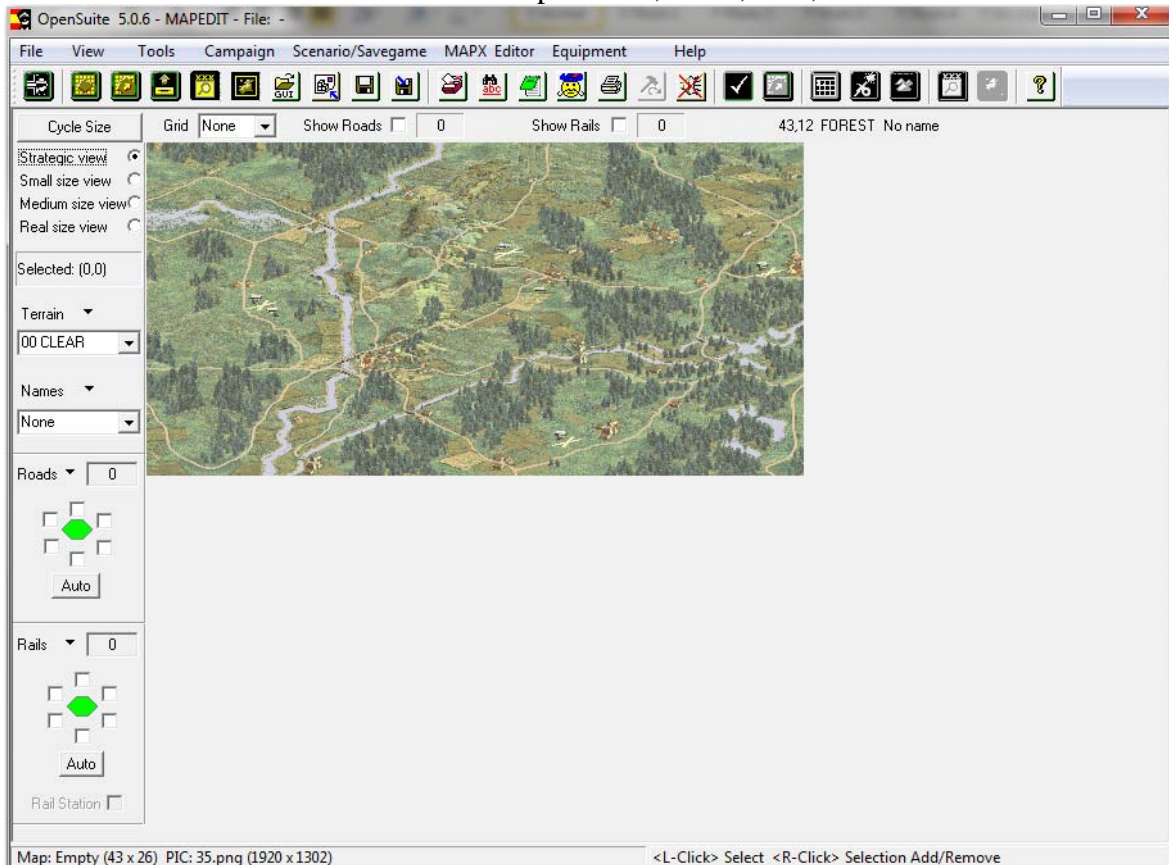 OpenSuite 5.0.6 - MAPEDIT - File: -
File View Tools Campaign Scenario/Savegame MAPX Editor Equipment Help
GUI abc ?
Cycle Size Grid None Show Roads 0 Show Rails 0 43,12 FOREST No name
Strategic view
Small size view
Medium size view
Real size view
Selected: (0,0)
Terrain
00 CLEAR
Names
None
Roads 0
Auto
Rails 0
Auto
Rail Station
Map: Empty (43 x 26) PIC: 35.png (1920 x 1302) <L-Click> Select <R-Click> Selection Add/Remove